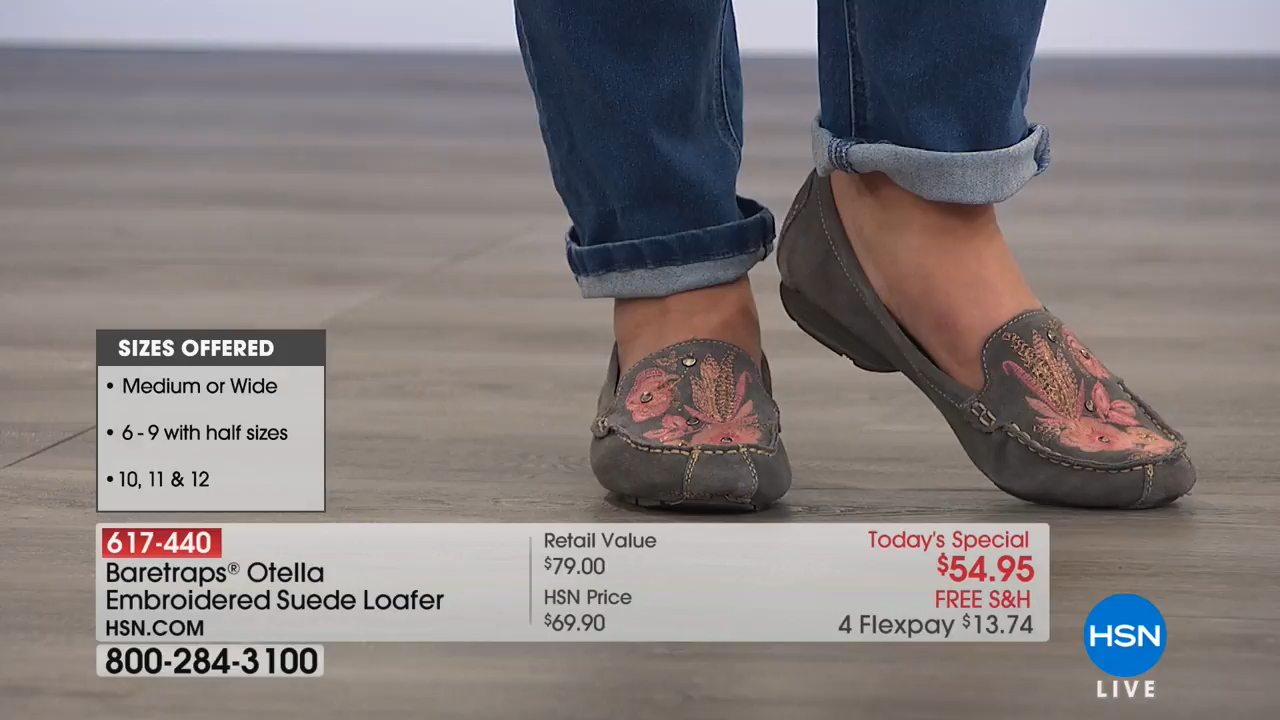 SIZES OFFERED
• Medium or Wide
• 6 - 9 with half sizes
• 10, 11 & 12
617-440
Baretraps® Otella
Embroidered Suede Loafer
HSN.COM
800-284-3100
Retail Value
$79.00
HSN Price
$69.90
Today's Special
$54.95
FREE S&H
4 Flexpay $13.74
HSN
LIVE